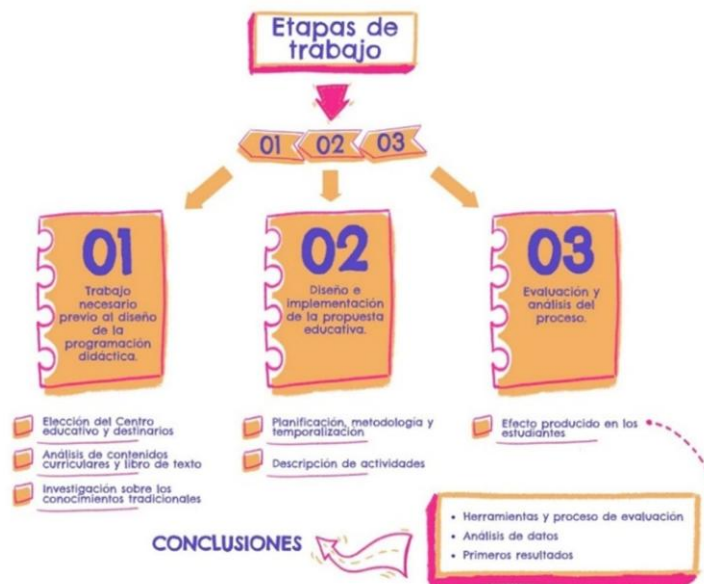 Etapas de
trabajo
01 02 03
01
Trabajo
necesario
previo al diseño
de la
programación
didáctica.
Elección del Centro
educativo y destinarios
Análisis de contenidos
curriculares y libro de texto
Investigación sobre los
conocimientos tradicionales
02
Diseño e
implementación
de la propuesta
educativa.
Planificación, metodología y
temporalización
Descripción de actividades
03
Evaluación y
análisis del
proceso.
Efecto producido en los
estudiantes
• Herramientas y proceso de evaluación
• Análisis de datos
• Primeros resultados
CONCLUSIONES